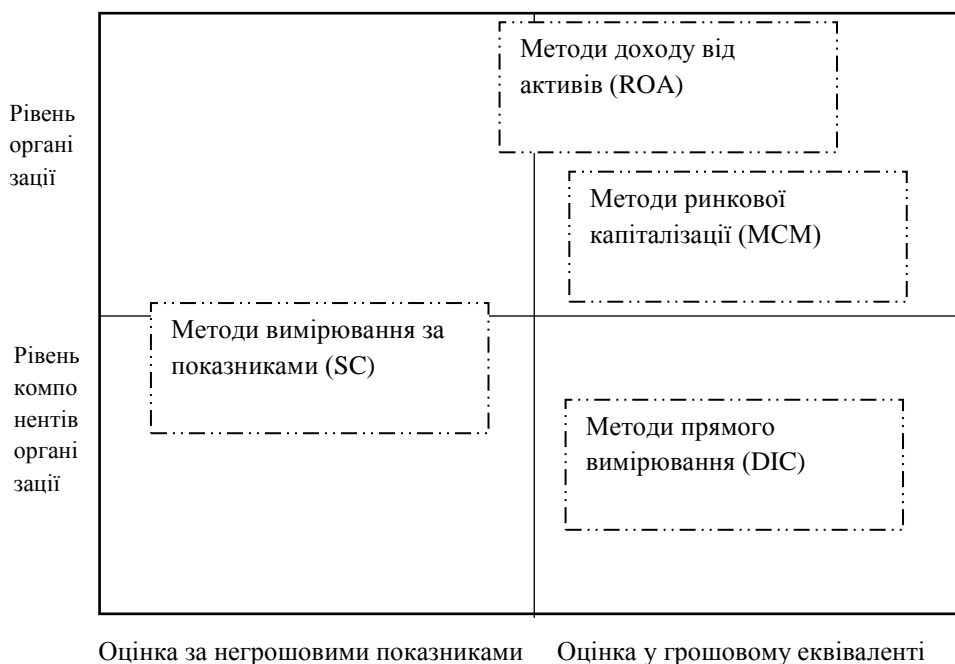 Методи доходу від
активів (ROA)
Рівень
органі
зації
Методи ринкової
капіталізації (MCM)
Методи вимірювання за
показниками (SC)
Рівень
компо
нентів
органі
зації
Методи прямого
вимірювання (DIC)
Оцінка за негрошовими показниками
Оцінка у грошовому еквіваленті